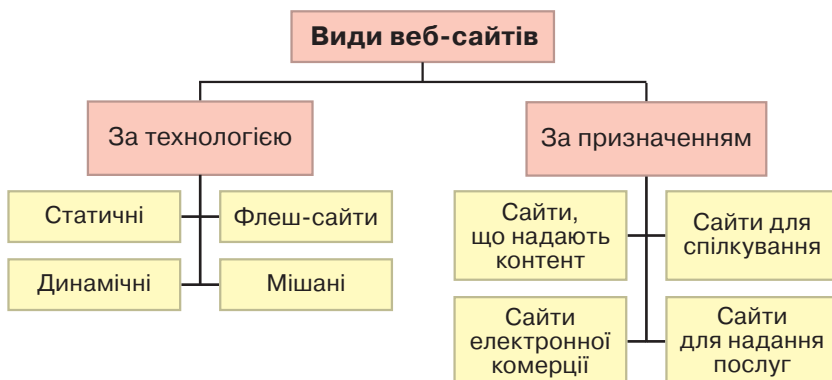 Види веб-сайтів
За технологією
Статичні
Флеш-сайти
Динамічні
Мішані
За призначенням
Сайти,
що надають
контент
Сайти для
спілкування
Сайти
електронної
комерції
Сайти
для надання
послуг